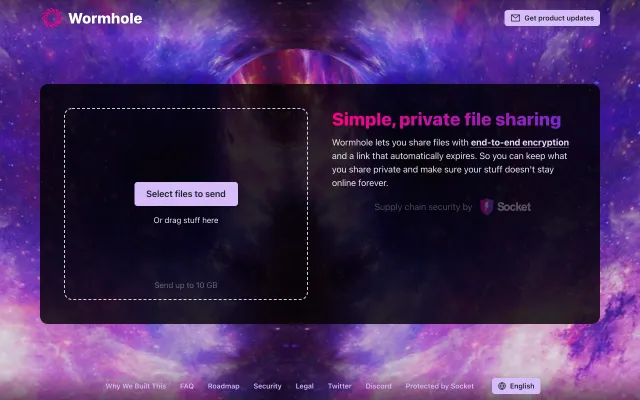 Wormhole
Get product updates
Simple, private file sharing
Wormhole lets you share files with end-to-end encryption
and a link that automatically expires. So you can keep what
you share private and make sure your stuff doesn't stay
online forever.
Select files to send
Or drag stuff here
Supply chain security by Socket
Send up to 10 GB
Why We Built This FAQ Roadmap Security Legal Twitter Discord Protected by Socket English